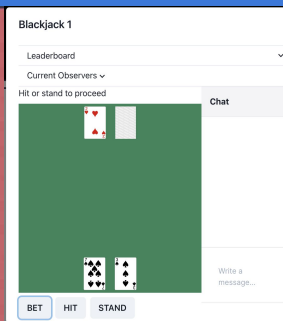 Blackjack 1
Leaderboard
Current Observers
Hit or stand to proceed
Chat
Write a
message...
BET
HIT
STAND